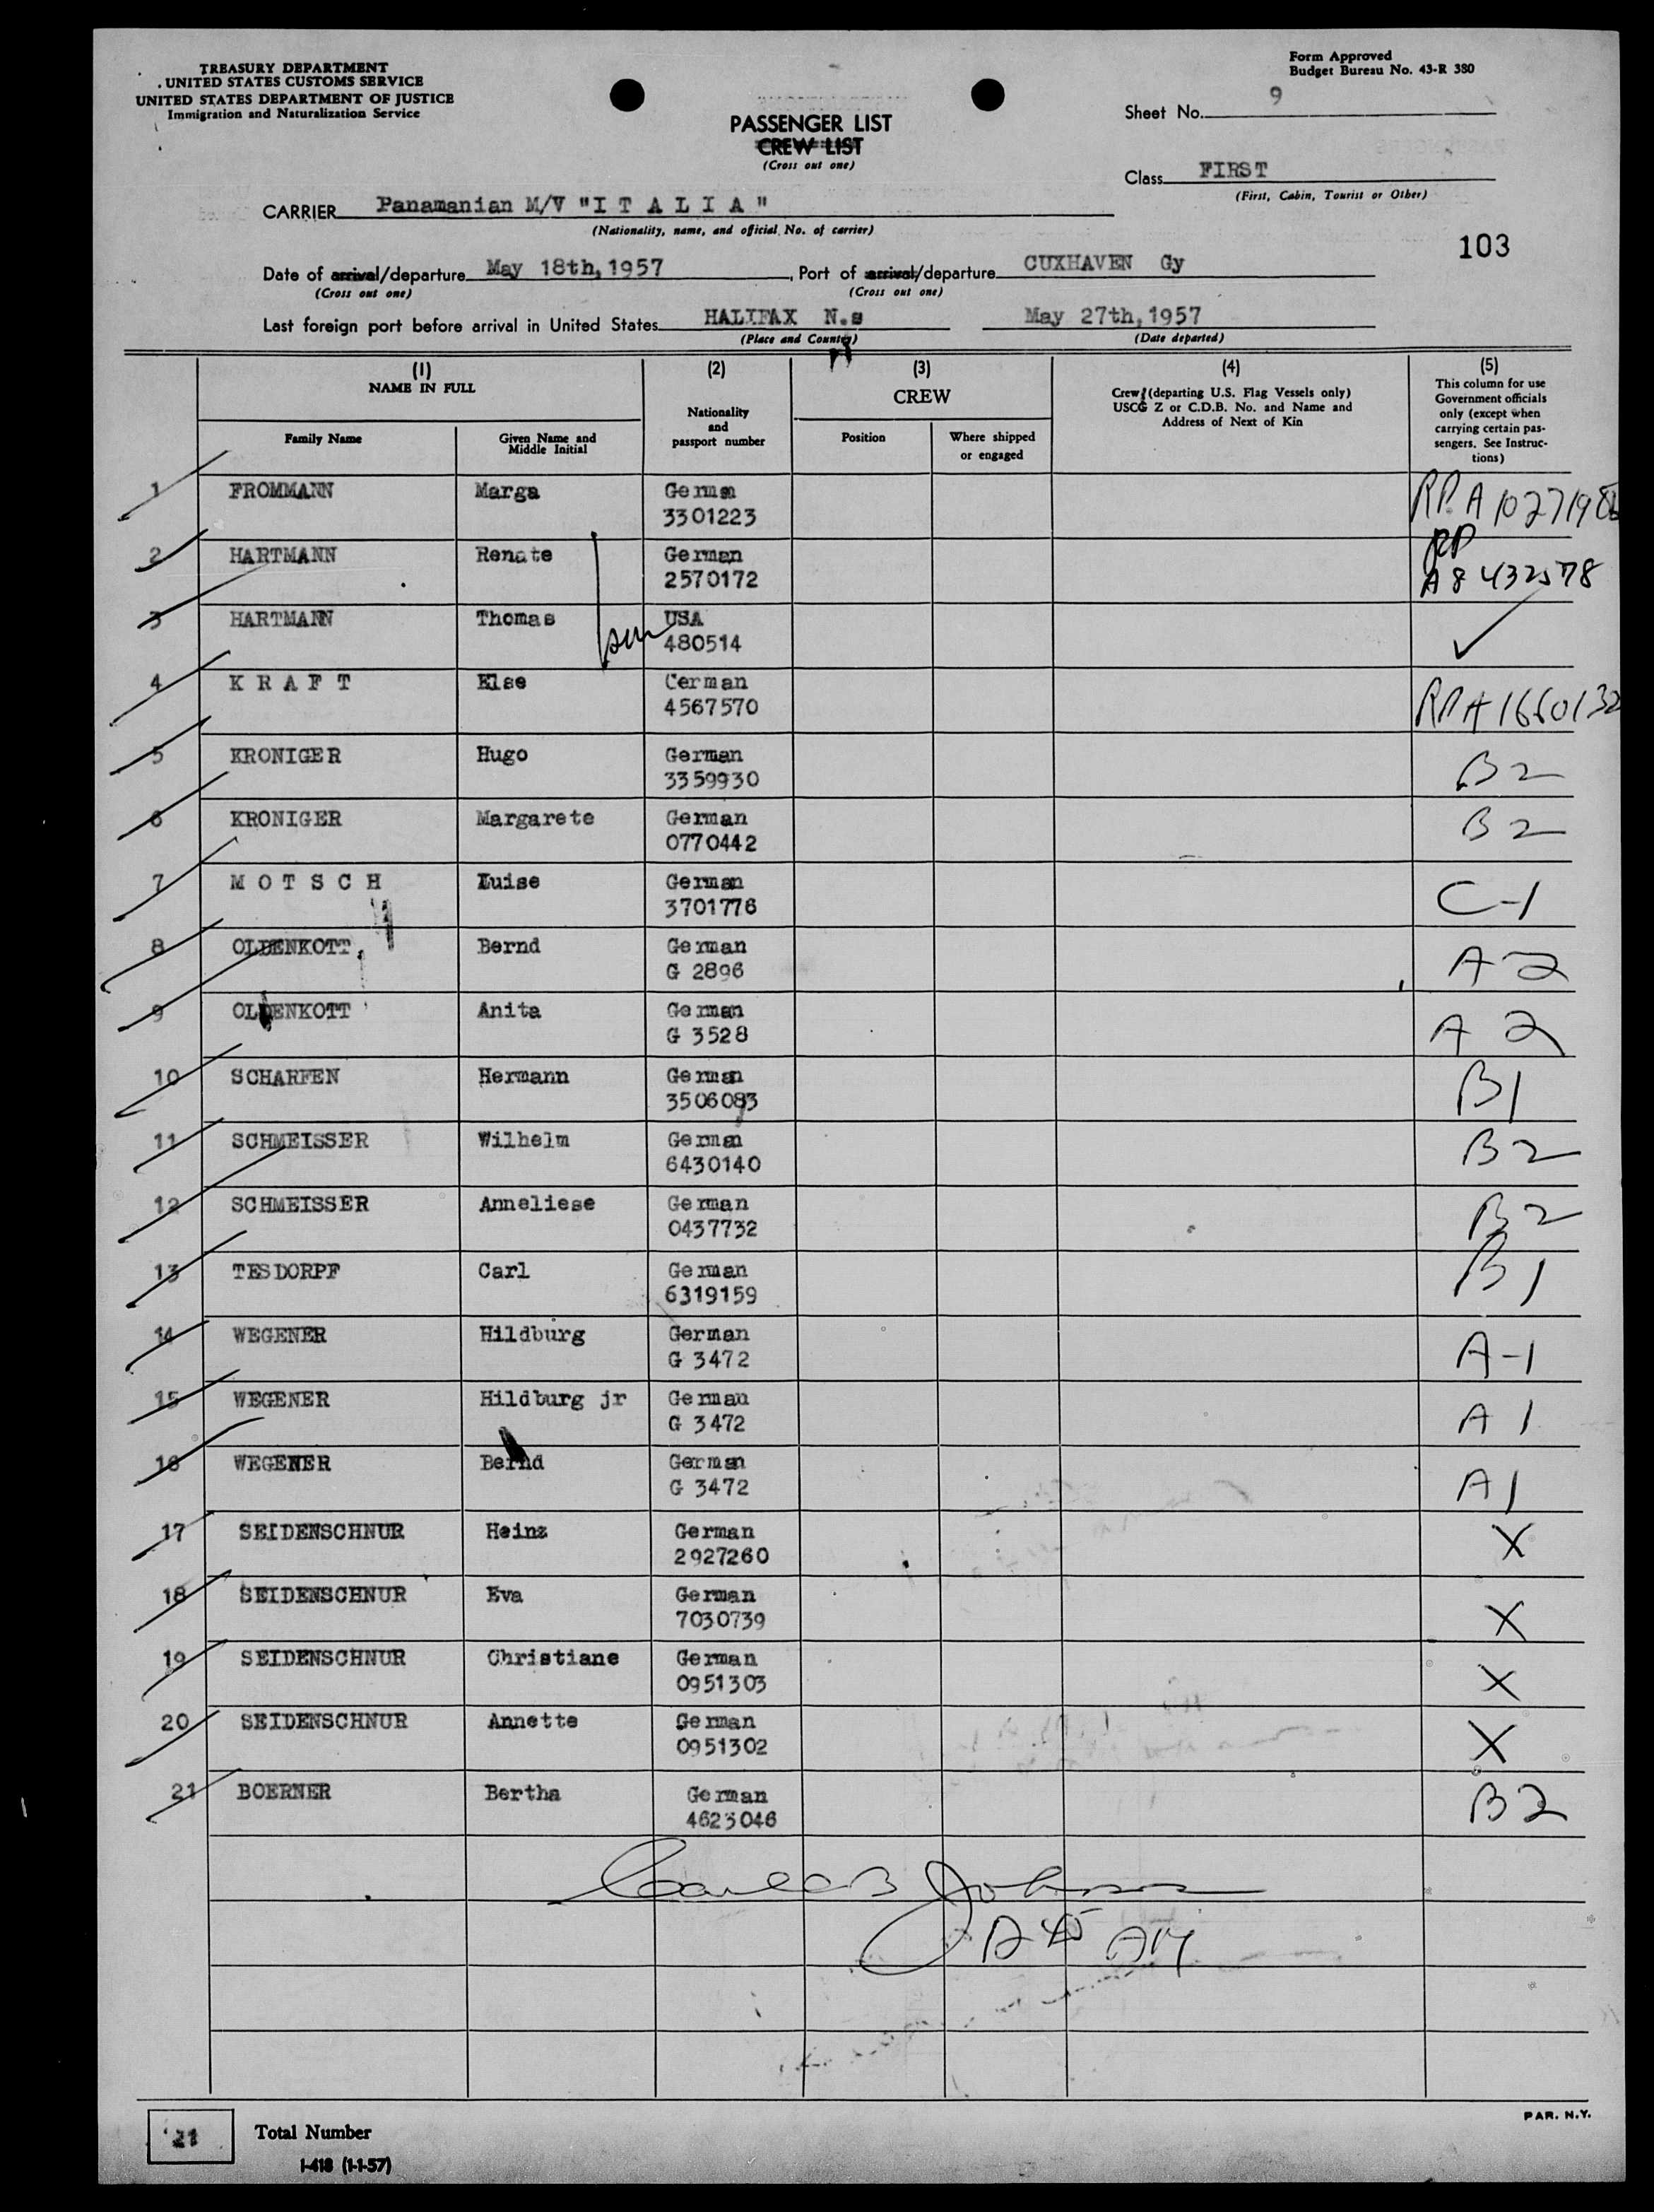 TREASURY DEPARTMENT
UNITED STATES CUSTOMS SERVICE
UNITED STATES DEPARTMENT OF JUSTICE
Immigration and Naturalization Service
Form Approved
Budget Bureau No. 43-R 380
Sheet No. 9
PASSENGER LIST
CREW LIST
(Cross out one)
Class FIRST
(First, Cabin, Tourist or Other)
CARRIER Panamanian M/V "I T A L I A"
(Nationality, name, and official No. of carrier)
103
Date of arrival/departure May 18th,1957, Port of arrival/departure CUXHAVEN Gy
(Cross out one) (Cross out one)
Last foreign port before arrival in United States HALIFAX N.s May 27th,1957
(Place and Country) (Date departed)
(1) (2) (3) (4) (5)
NAME IN FULL
Family Name
Given Name and
Middle Initial
Nationality
and
passport number
CREW
Position
Where shipped
or engaged
Crew (departing U.S. Flag Vessels only)
USCG Z or C.D.B. No. and Name and
Address of Next of Kin
This column for use
Government officials
only (except when
carrying certain pas-
sengers. See Instruc-
tions)
1 FROMMANN Marga German
3301223
2 HARTMANN Renate German RP
2570172 A8 432578
3 HARTMANN Thomas USA
480514
4 K R A F T Else Cerman
4567570
5 KRONIGER Hugo German B2
3359930
6 KRONIGER Margarete German B2
0770442
7 M O T S C H Luise German C-1
3701776
8 OLDENKOTT Bernd German A2
G 2896
9 OLDENKOTT Anita German A2
G 3528
10 SCHARFEN Hermann German B1
3506083
11 SCHMEISSER Wilhelm German B2
6430140
12 SCHMEISSER Anneliese German B2
0437732
13 TESDORPF Carl German B1
6319159
14 WEGENER Hildburg German A-1
G 3472
15 WEGENER Hildburg jr German A1
G 3472
16 WEGENER Bernd German A1
G 3472
17 SEIDENSCHNUR Heinz German X
2927260
18 SEIDENSCHNUR Eva German X
7030739
19 SEIDENSCHNUR Christiane German X
0951303
20 SEIDENSCHNUR Annette German X
0951302
21 BOERNER Bertha German B2
4623046
Johnson
21 Total Number
I-418 (1-1-57)
PAR. N.Y.